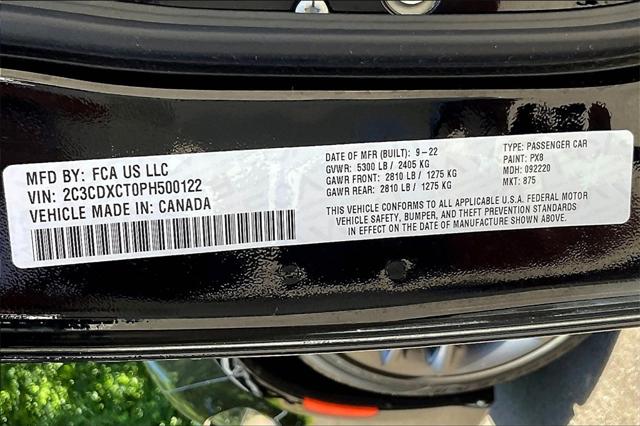 MFD BY: FCA US LLC
VIN: 2C3CDXCT0PH500122
VEHICLE MADE IN: CANADA
DATE OF MFR (BUILT): 9-22
GVWR: 5300 LB / 2405 KG
GAWR FRONT: 2810 LB / 1275 KG
GAWR REAR: 2810 LB / 1275 KG
TYPE: PASSENGER CAR
PAINT: PX8
MDH: 092220
MKT: 875
THIS VEHICLE CONFORMS TO ALL APPLICABLE U.S.A. FEDERAL MOTOR
VEHICLE SAFETY, BUMPER, AND THEFT PREVENTION STANDARDS
IN EFFECT ON THE DATE OF MANUFACTURE SHOWN ABOVE.